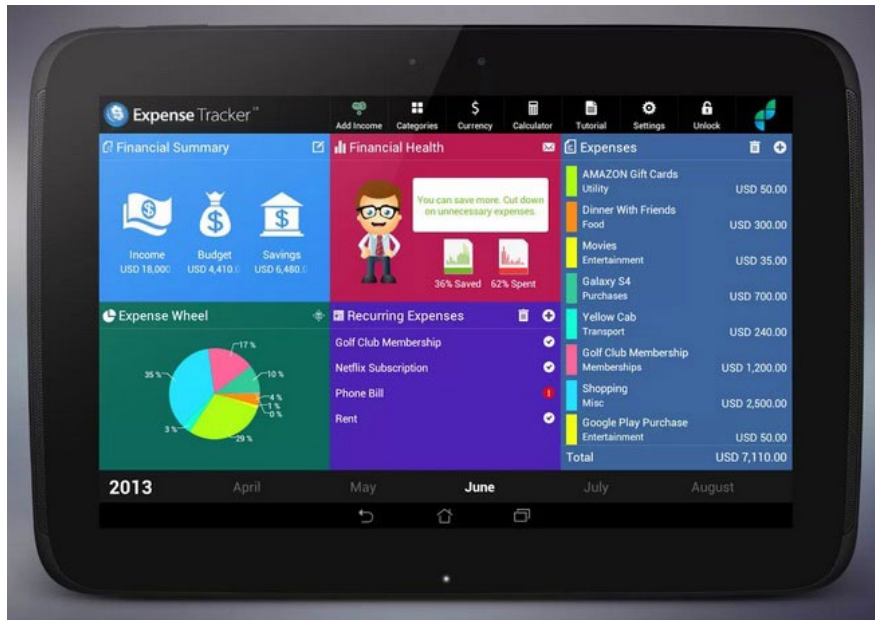 Expense Tracker™
Add Income
Categories
Currency
Calculator
Tutorial
Settings
Unlock
Financial Summary
Income
USD 18,000
Budget
USD 4,410.0
Savings
USD 6,480.0
Financial Health
You can save more. Cut down
on unnecessary expenses.
36% Saved
62% Spent
Expenses
AMAZON Gift Cards
Utility USD 50.00
Dinner With Friends
Food USD 300.00
Movies
Entertainment USD 35.00
Galaxy S4
Purchases USD 700.00
Yellow Cab
Transport USD 240.00
Golf Club Membership
Memberships USD 1,200.00
Shopping
Misc USD 2,500.00
Google Play Purchase
Entertainment USD 50.00
Total USD 7,110.00
Expense Wheel
17 %
35 %
10 %
4 %
1 %
0 %
3 %
29 %
Recurring Expenses
Golf Club Membership
Netflix Subscription
Phone Bill
Rent
2013 April May June July August